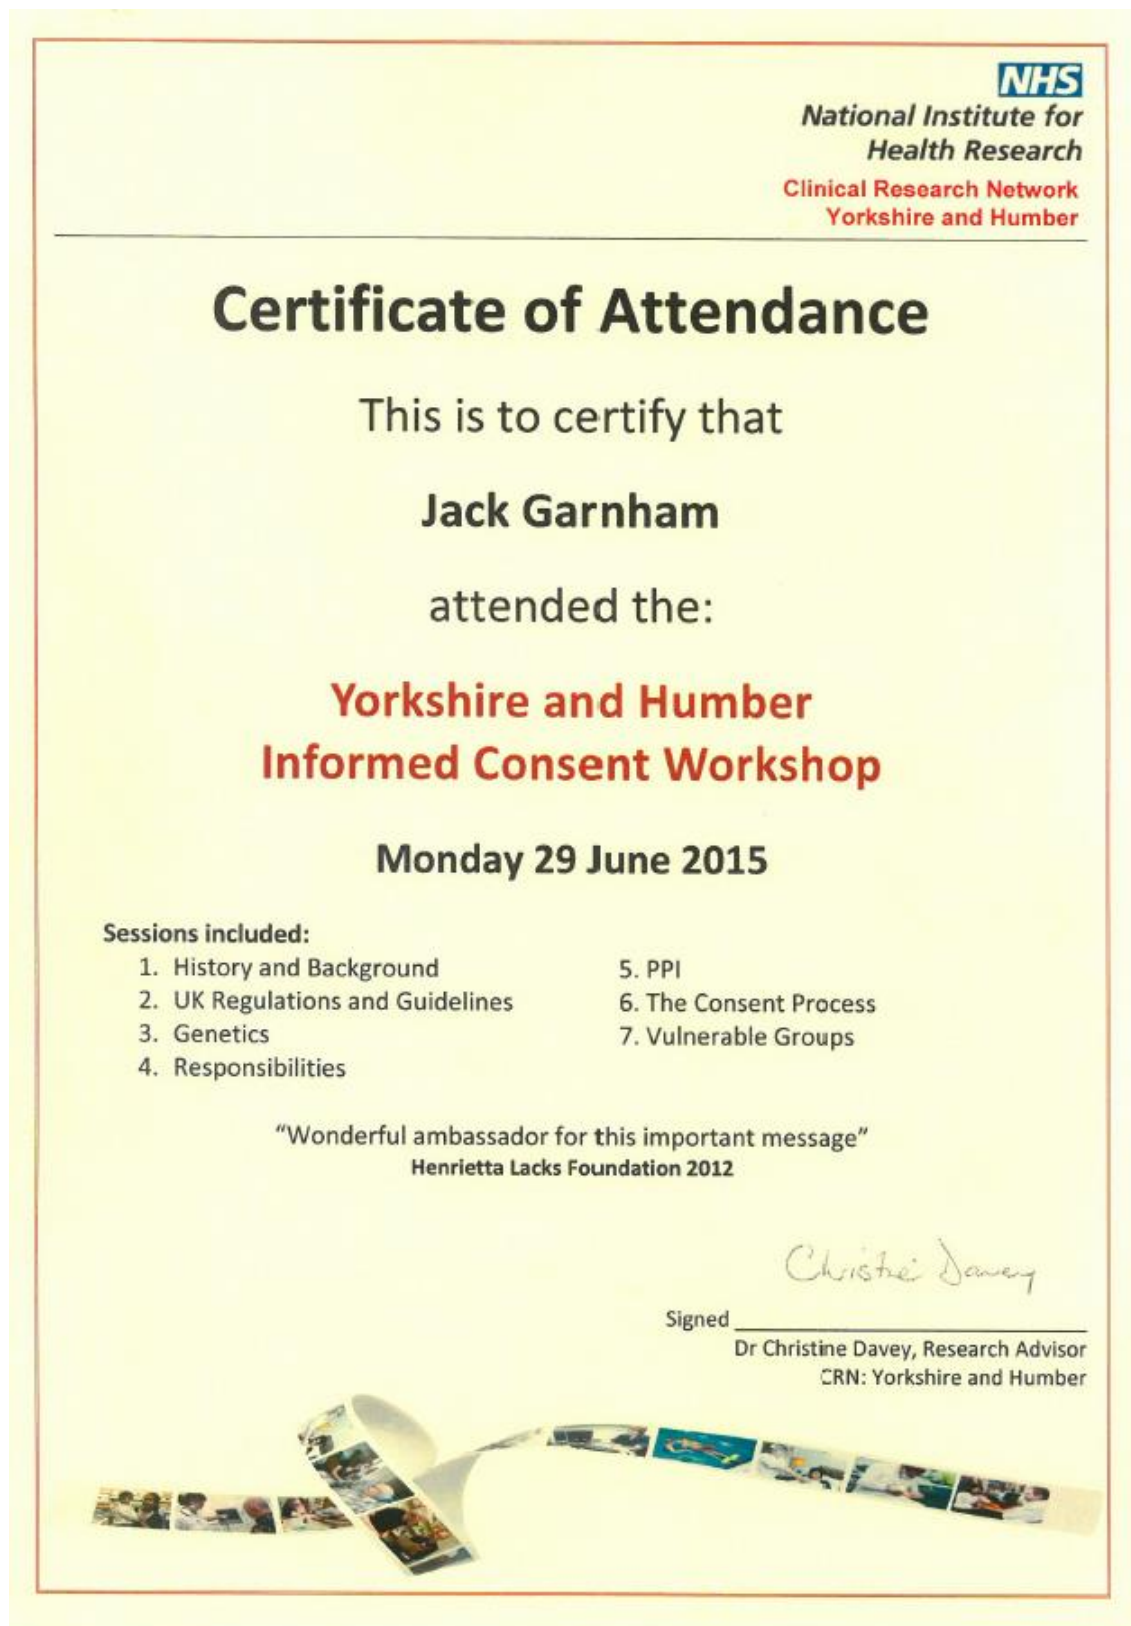 NHS
National Institute for
Health Research
Clinical Research Network
Yorkshire and Humber
Certificate of Attendance
This is to certify that
Jack Garnham
attended the:
Yorkshire and Humber
Informed Consent Workshop
Monday 29 June 2015
Sessions included:
1. History and Background
2. UK Regulations and Guidelines
3. Genetics
4. Responsibilities
5. PPI
6. The Consent Process
7. Vulnerable Groups
“Wonderful ambassador for this important message”
Henrietta Lacks Foundation 2012
Christine Davey
Signed
Dr Christine Davey, Research Advisor
CRN: Yorkshire and Humber